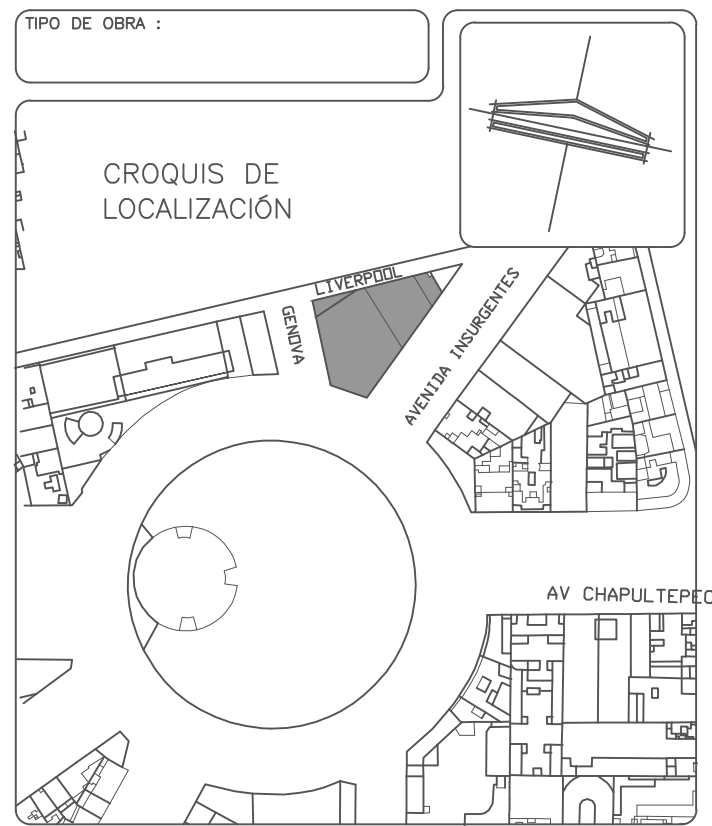 TIPO DE OBRA :
CROQUIS DE
LOCALIZACIÓN
LIVERPOOL
GENOVA
AVENIDA INSURGENTES
AV CHAPULTEPEC